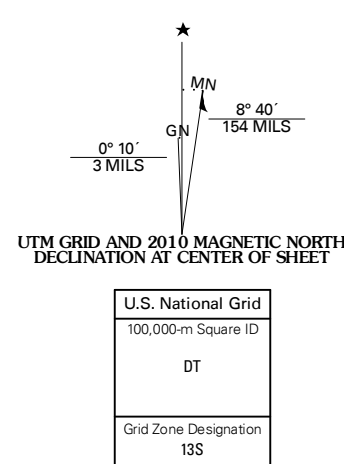 MN
8° 40´
154 MILS
GN
0° 10´
3 MILS
UTM GRID AND 2010 MAGNETIC NORTH
DECLINATION AT CENTER OF SHEET
U.S. National Grid
100,000-m Square ID
DT
Grid Zone Designation
13S